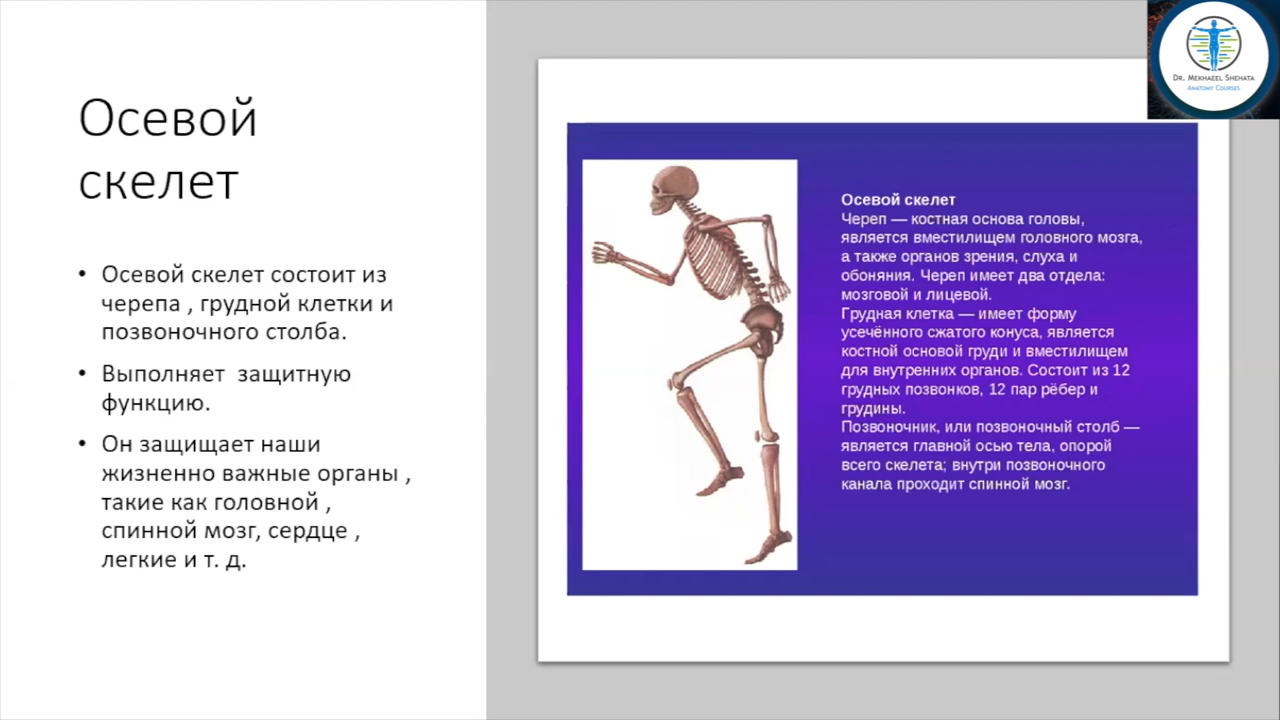 Осевой
скелет
• Осевой скелет состоит из
черепа , грудной клетки и
позвоночного столба.
• Выполняет  защитную
функцию.
• Он защищает наши
жизненно важные органы ,
такие как головной ,
спинной мозг, сердце ,
легкие и т. д.
Осевой скелет
Череп — костная основа головы,
является вместилищем головного мозга,
а также органов зрения, слуха и
обоняния. Череп имеет два отдела:
мозговой и лицевой.
Грудная клетка — имеет форму
усечённого сжатого конуса, является
костной основой груди и вместилищем
для внутренних органов. Состоит из 12
грудных позвонков, 12 пар рёбер и
грудины.
Позвоночник, или позвоночный столб —
является главной осью тела, опорой
всего скелета; внутри позвоночного
канала проходит спинной мозг.
DR. MEKHAEEL SHEHATA
ANATOMY COURSES